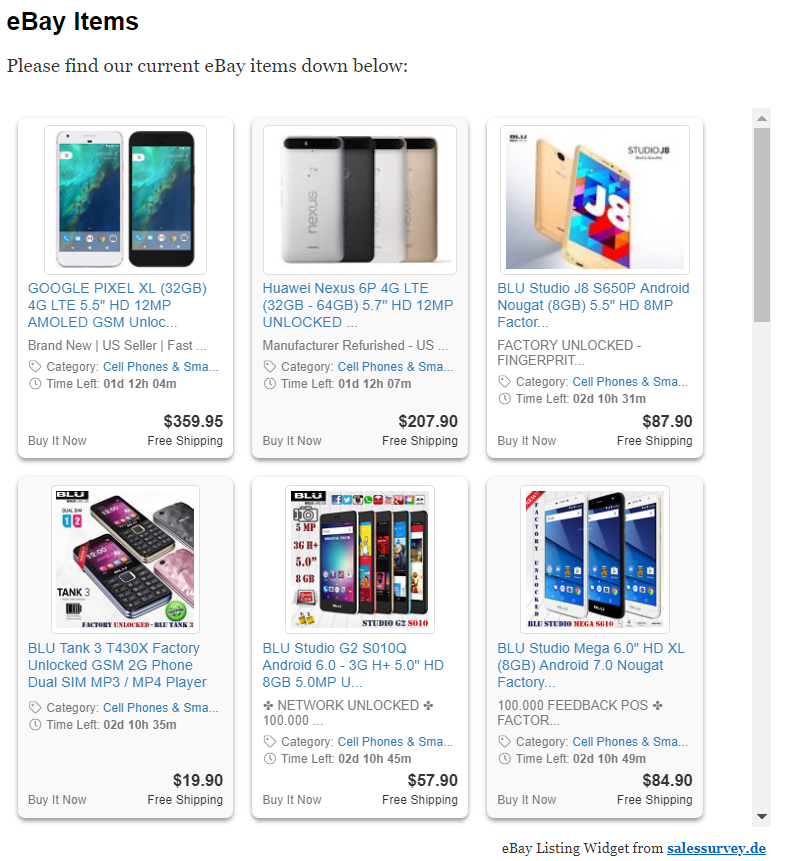 eBay Items
Please find our current eBay items down below:
nexus
BLU
STUDIO J8
J8
GOOGLE PIXEL XL (32GB)
4G LTE 5.5" HD 12MP
AMOLED GSM Unloc...
Brand New | US Seller | Fast ...
Category: Cell Phones & Sma...
Time Left: 01d 12h 04m
$359.95
Buy It Now Free Shipping
Huawei Nexus 6P 4G LTE
(32GB - 64GB) 5.7" HD 12MP
UNLOCKED ...
Manufacturer Refurished - US ...
Category: Cell Phones & Sma...
Time Left: 01d 12h 07m
$207.90
Buy It Now Free Shipping
BLU Studio J8 S650P Android
Nougat (8GB) 5.5" HD 8MP
Factor...
FACTORY UNLOCKED -
FINGERPRIT...
Category: Cell Phones & Sma...
Time Left: 02d 10h 31m
$87.90
Buy It Now Free Shipping
BLU
DUAL SIM
1 2
12:00
TANK 3
FACTORY UNLOCKED - BLU TANK 3
BLU Tank 3 T430X Factory
Unlocked GSM 2G Phone
Dual SIM MP3 / MP4 Player
Category: Cell Phones & Sma...
Time Left: 02d 10h 35m
$19.90
Buy It Now Free Shipping
BLU
5 MP
3G H+
5.0"
8 GB
BLU
STUDIO G2 S010
BLU Studio G2 S010Q
Android 6.0 - 3G H+ 5.0" HD
8GB 5.0MP U...
✤ NETWORK UNLOCKED ✤
100.000 ...
Category: Cell Phones & Sma...
Time Left: 02d 10h 45m
$57.90
Buy It Now Free Shipping
NEW
FACTORY UNLOCKED
BLU
BLU STUDIO MEGA S610
BLU Studio Mega 6.0" HD XL
(8GB) Android 7.0 Nougat
Factory...
100.000 FEEDBACK POS ✤
FACTOR...
Category: Cell Phones & Sma...
Time Left: 02d 10h 49m
$84.90
Buy It Now Free Shipping
eBay Listing Widget from salessurvey.de